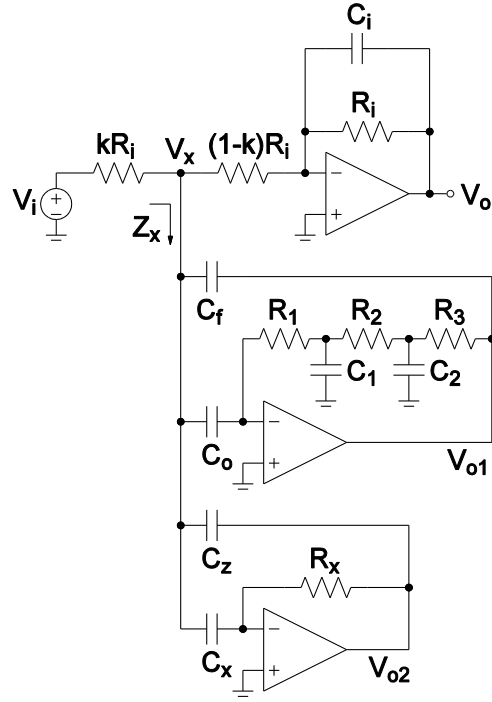 C_i
R_i
kR_i V_x (1-k)R_i
V_i + − − + V_o
Z_x
C_f
R_1 R_2 R_3
C_1 C_2
C_o − + V_o1
C_z
R_x
C_x − + V_o2